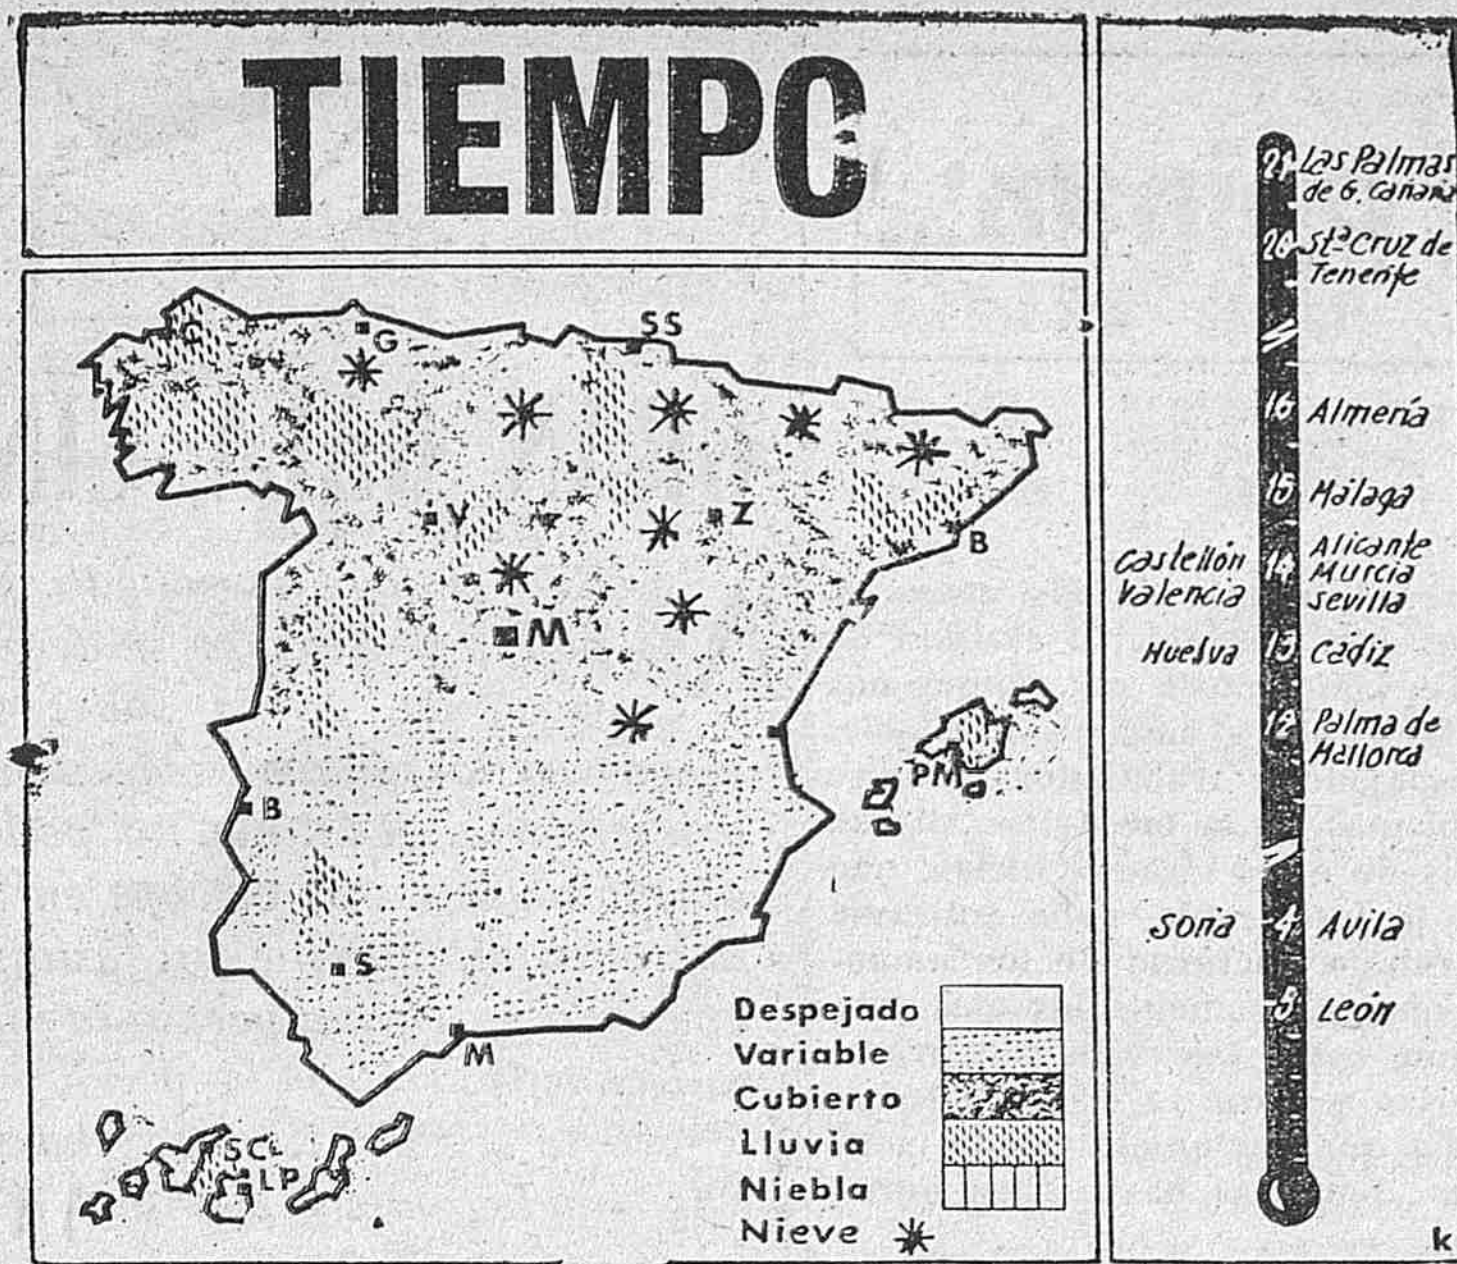 TIEMPO
C
G
SS
V
Z
B
M
PM
B
S
M
SCL
LP
Despejado
Variable
Cubierto
Lluvia
Niebla
Nieve
21 Las Palmas
de G. Canaria
20 Stª Cruz de
Tenerife
16 Almería
15 Málaga
Castellón
Valencia
14
Alicante
Murcia
Sevilla
Huelva 13 Cádiz
12 Palma de
Mallorca
Soria -4 Avila
León
k